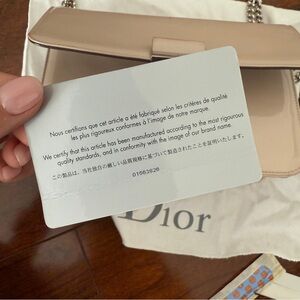 Nous certifions que cet article a été fabriqué selon les critères de qualité
les plus rigoureux conformes à l'image de notre marque.
We certify that this article has been manufactured according to the most rigourous
quality standards, and in conformity with the image of our brand name.
この製品は、当社独自の厳しい品質規格に基づいて製造されたことを証明いたします。
01082020
Dior